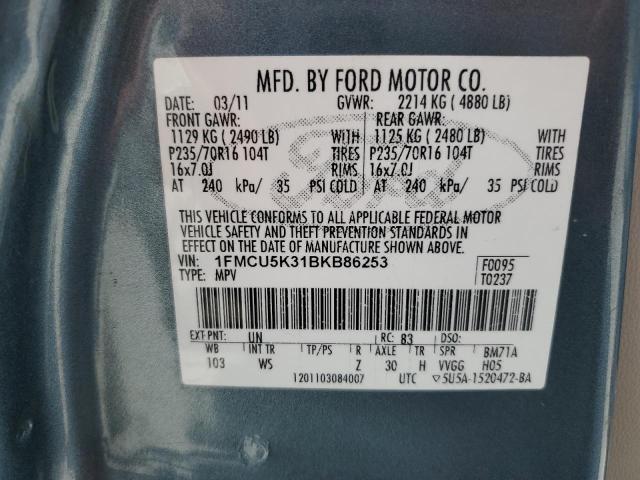 MFD. BY FORD MOTOR CO.
DATE: 03/11 GVWR: 2214 KG ( 4880 LB)
FRONT GAWR: REAR GAWR:
1129 KG ( 2490 LB) WITH 1125 KG ( 2480 LB) WITH
P235/70R16 104T TIRES P235/70R16 104T TIRES
16x7.0J RIMS 16x7.0J RIMS
AT 240 kPa/ 35 PSI COLD AT 240 kPa/ 35 PSI COLD
Ford
THIS VEHICLE CONFORMS TO ALL APPLICABLE FEDERAL MOTOR
VEHICLE SAFETY AND THEFT PREVENTION STANDARDS IN
EFFECT ON THE DATE OF MANUFACTURE SHOWN ABOVE.
VIN: 1FMCU5K31BKB86253 F0095
TYPE: MPV T0237
EXT PNT: UN RC: 83 DSO:
WB INT TR TP/PS R AXLE TR SPR BM71A
103 WS Z 30 H VVGG H05
1201103084007 UTC ▽5U5A-1520472-BA